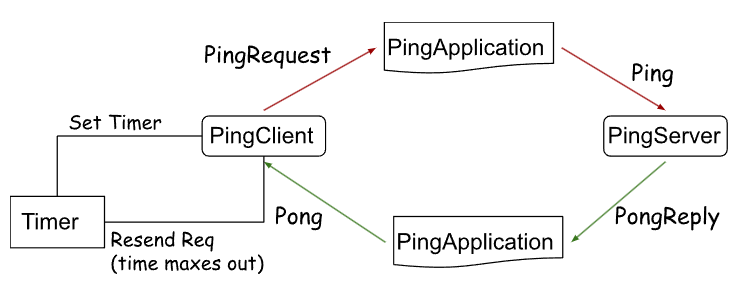 PingApplication
PingRequest
Ping
Set Timer
PingClient
PingServer
Timer
Pong
PongReply
Resend Req
(time maxes out)
PingApplication